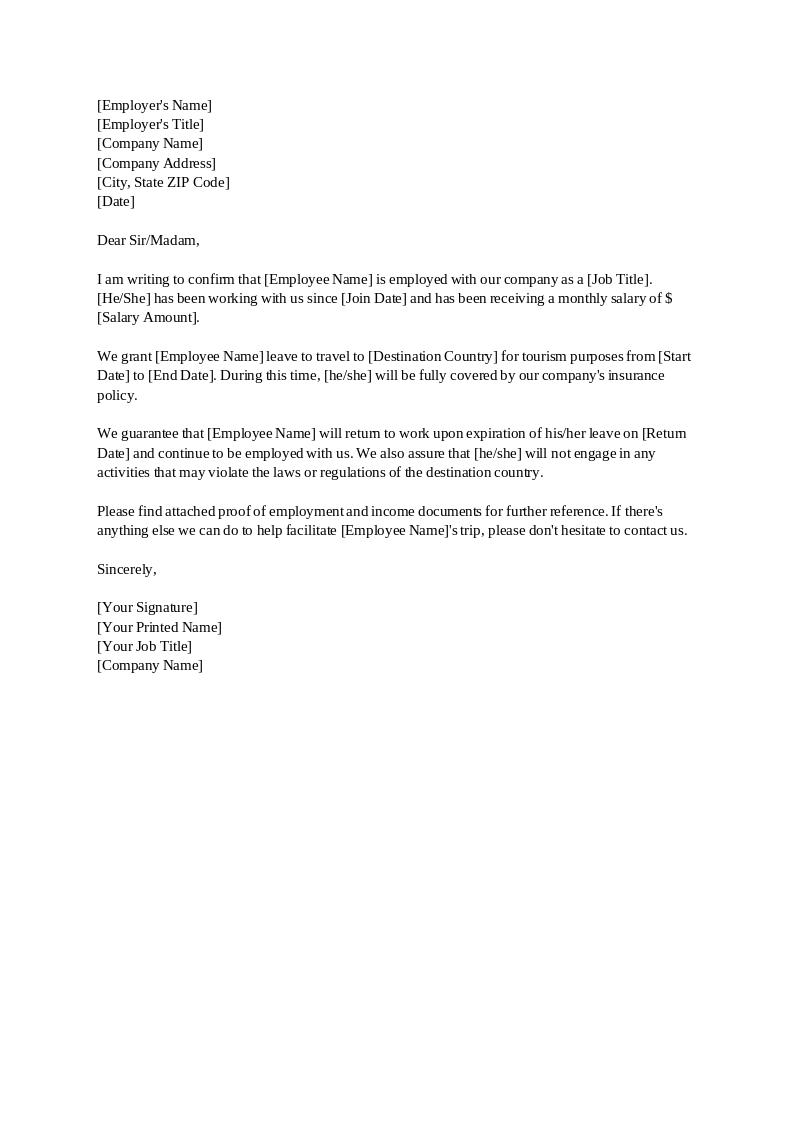 [Employer's Name]
[Employer's Title]
[Company Name]
[Company Address]
[City, State ZIP Code]
[Date]
Dear Sir/Madam,
I am writing to confirm that [Employee Name] is employed with our company as a [Job Title].
[He/She] has been working with us since [Join Date] and has been receiving a monthly salary of $
[Salary Amount].
We grant [Employee Name] leave to travel to [Destination Country] for tourism purposes from [Start
Date] to [End Date]. During this time, [he/she] will be fully covered by our company's insurance
policy.
We guarantee that [Employee Name] will return to work upon expiration of his/her leave on [Return
Date] and continue to be employed with us. We also assure that [he/she] will not engage in any
activities that may violate the laws or regulations of the destination country.
Please find attached proof of employment and income documents for further reference. If there's
anything else we can do to help facilitate [Employee Name]'s trip, please don't hesitate to contact us.
Sincerely,
[Your Signature]
[Your Printed Name]
[Your Job Title]
[Company Name]